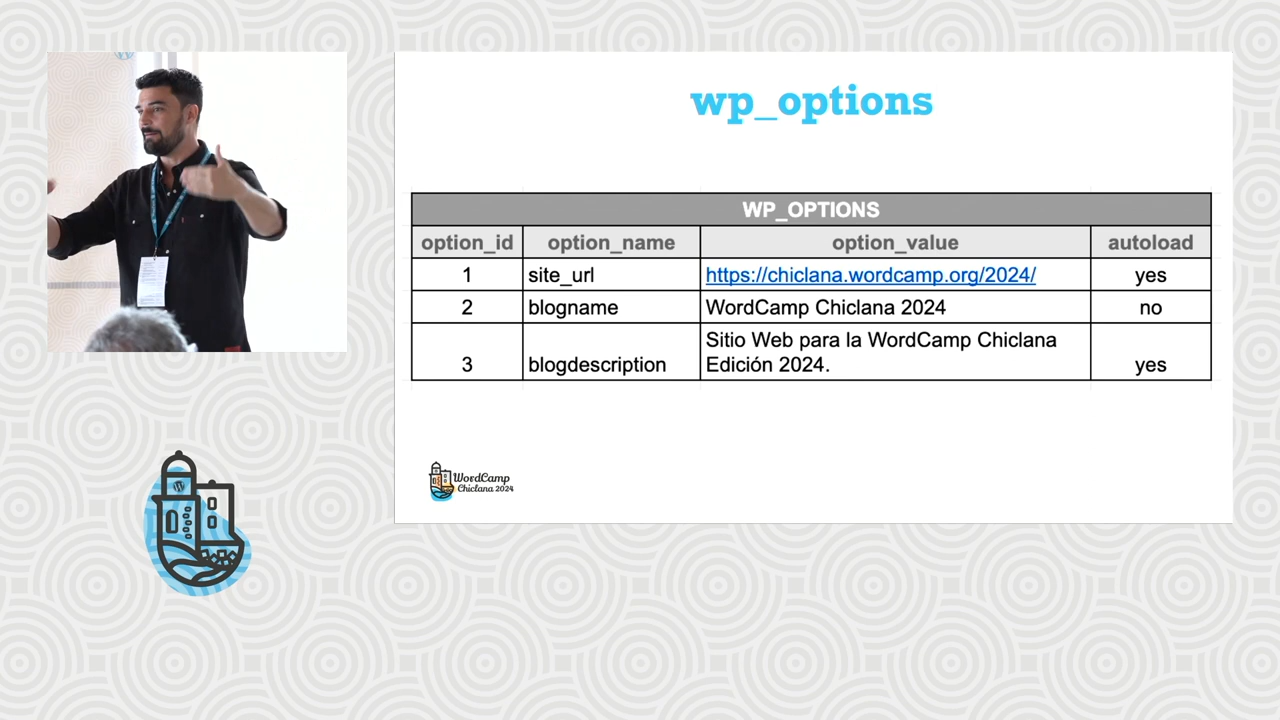 wp_options
WP_OPTIONS
option_id option_name option_value autoload
1 site_url https://chiclana.wordcamp.org/2024/ yes
2 blogname WordCamp Chiclana 2024 no
3 blogdescription Sitio Web para la WordCamp Chiclana
Edición 2024. yes
WordCamp
Chiclana 2024